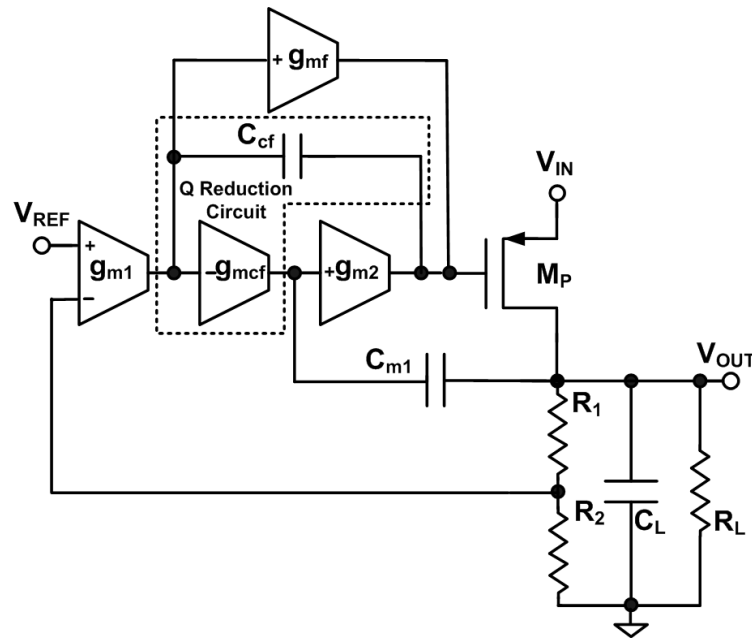 + gmf
Ccf
Q Reduction
Circuit
VIN
VREF
+
gm1
−
-gmcf
+gm2
MP
Cm1
VOUT
R1
R2
CL
RL